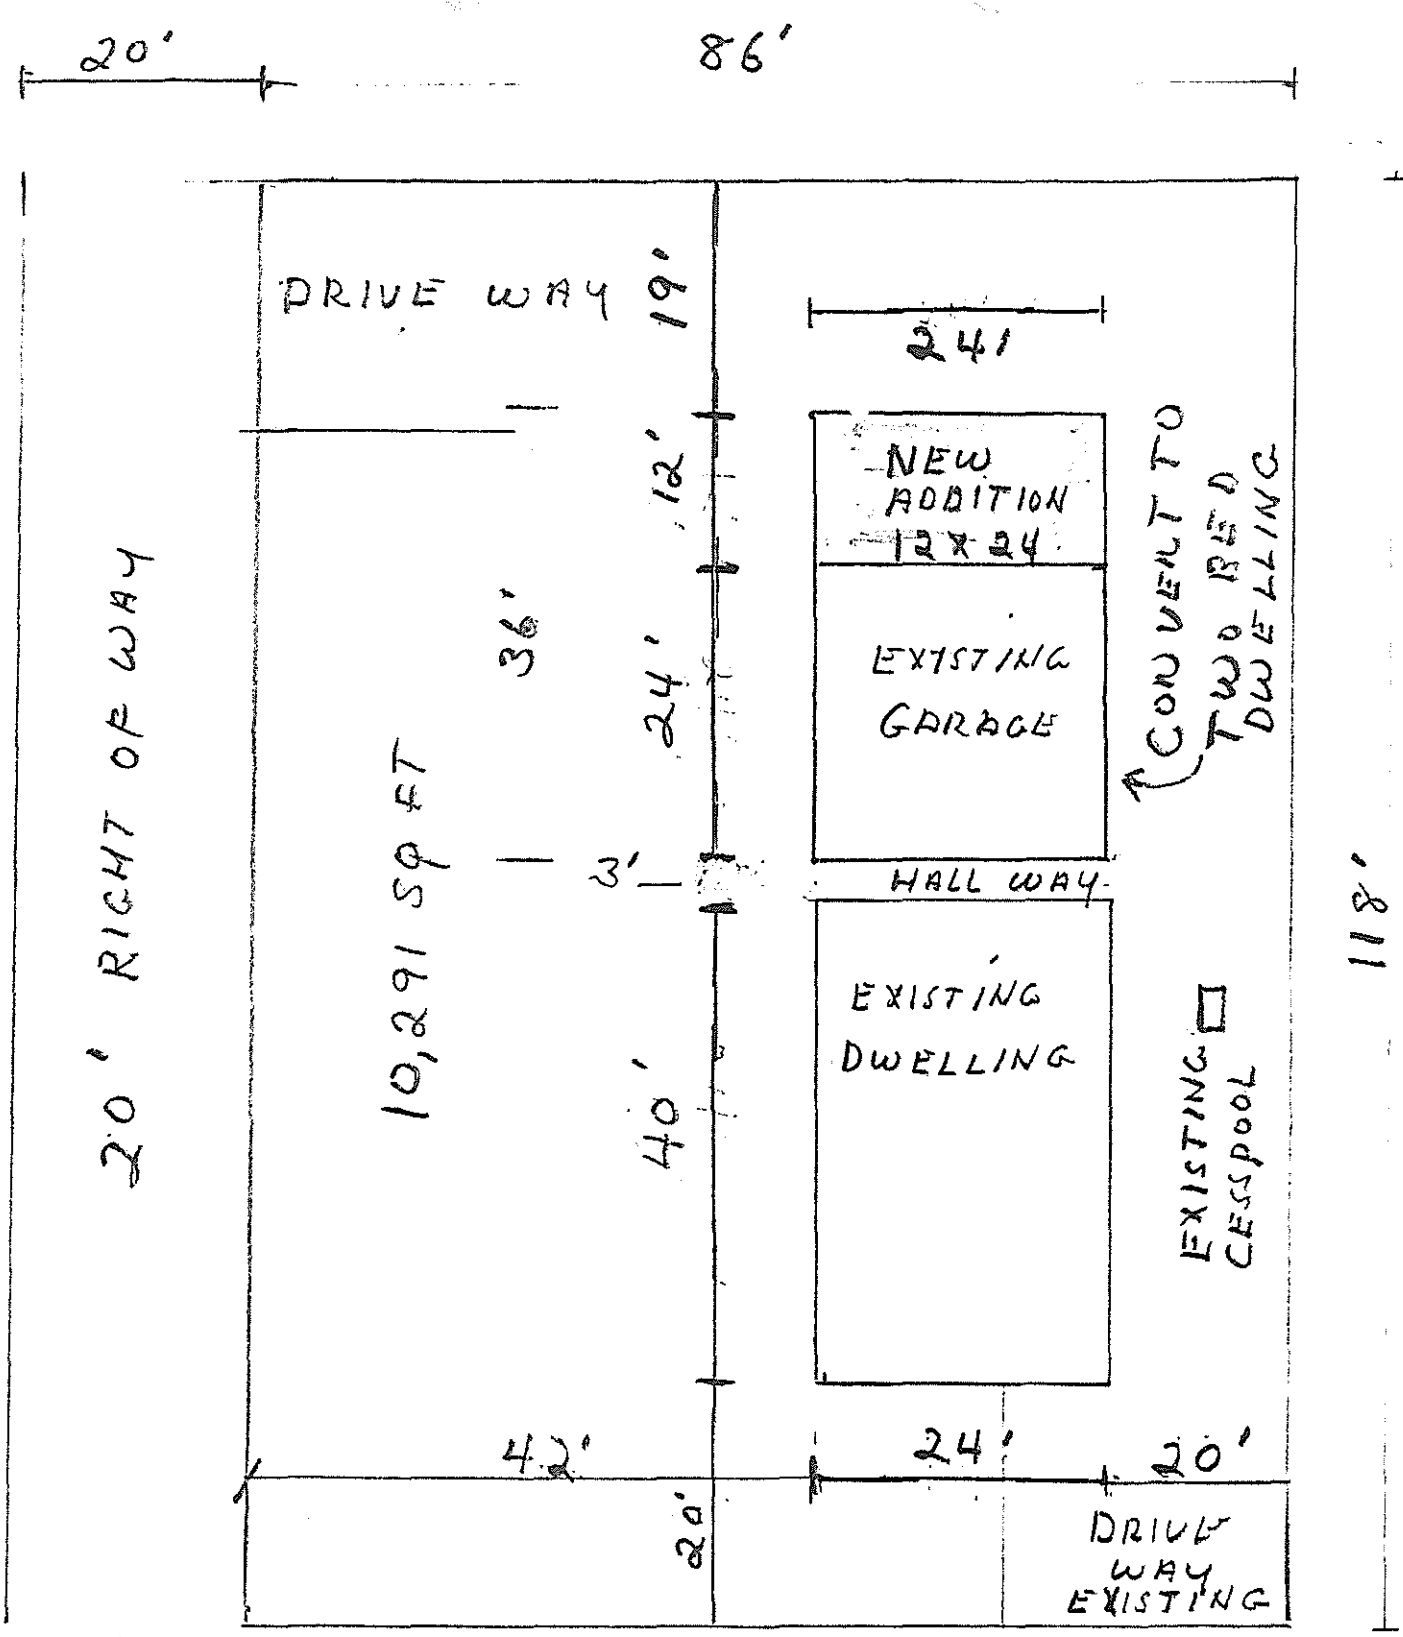 20'
86'
DRIVE WAY
19'
24'
12'
NEW
ADDITION
12 X 24
CONVERT TO
TWO BED
DWELLING
36'
24'
EXISTING
GARAGE
20' RIGHT OF WAY
10,291 SQ FT
3'
HALL WAY
118'
EXISTING
DWELLING
40'
EXISTING
CESSPOOL
42'
24'
20'
20'
DRIVE
WAY
EXISTING